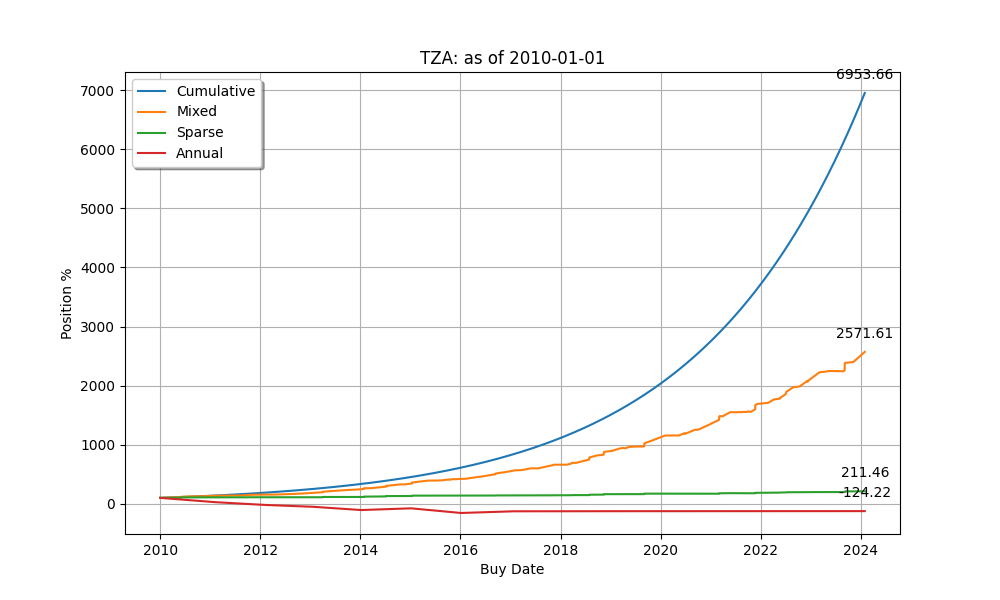 TZA: as of 2010-01-01
6953.66
7000
Cumulative
Mixed
Sparse
Annual
6000
5000
4000
3000
2571.61
2000
1000
211.46
-124.22
0
Position %
2010 2012 2014 2016 2018 2020 2022 2024
Buy Date